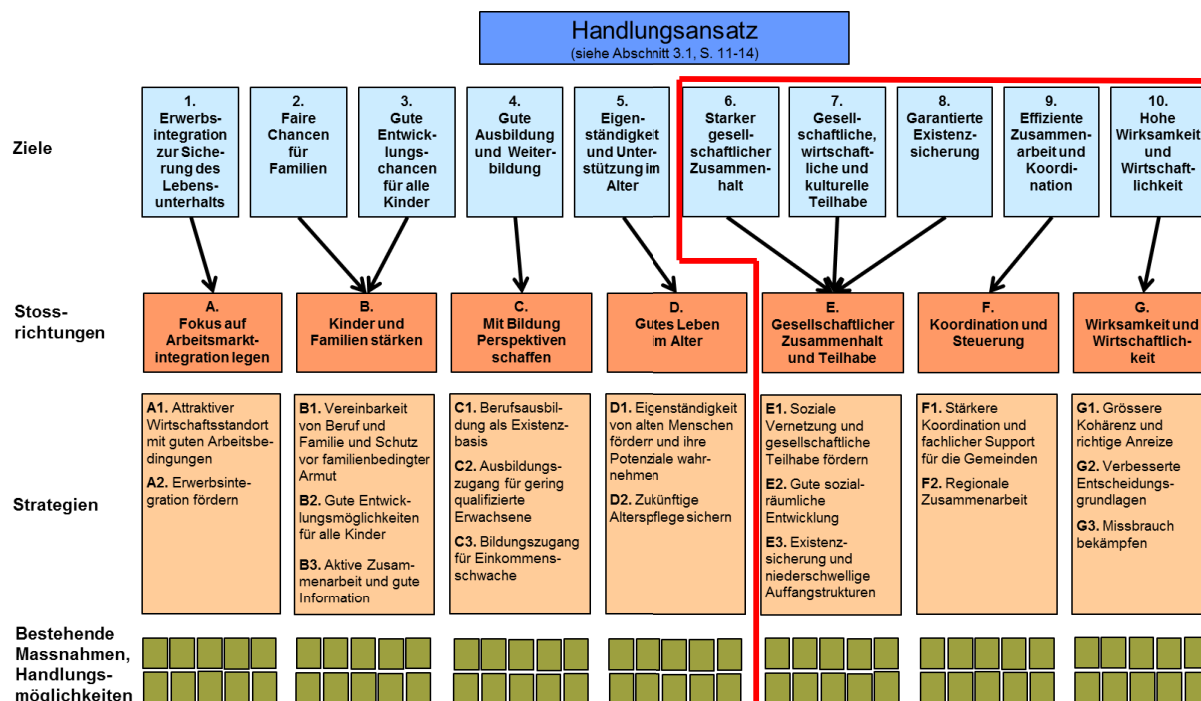 Handlungsansatz
(siehe Abschnitt 3.1, S. 11-14)
Ziele
1.
Erwerbs-
integration
zur Siche-
rung des
Lebens-
unterhalts
2.
Faire
Chancen
für
Familien
3.
Gute
Entwick-
lungs-
chancen
für alle
Kinder
4.
Gute
Ausbildung
und Weiter-
bildung
5.
Eigen-
ständigkeit
und Unter-
stützung im
Alter
6.
Starker
gesell-
schaftlicher
Zusammen-
halt
7.
Gesell-
schaftliche,
wirtschaft-
liche und
kulturelle
Teilhabe
8.
Garantierte
Existenz-
sicherung
9.
Effiziente
Zusammen-
arbeit und
Koordi-
nation
10.
Hohe
Wirksamkeit
und
Wirtschaft-
lichkeit
Stoss-
richtungen
A.
Fokus auf
Arbeitsmarkt-
integration legen
B.
Kinder und
Familien stärken
C.
Mit Bildung
Perspektiven
schaffen
D.
Gutes Leben
im Alter
E.
Gesellschaftlicher
Zusammenhalt
und Teilhabe
F.
Koordination und
Steuerung
G.
Wirksamkeit und
Wirtschaftlich-
keit
Strategien
A1. Attraktiver
Wirtschaftsstandort
mit guten Arbeitsbe-
dingungen
A2. Erwerbsinte-
gration fördern
B1. Vereinbarkeit
von Beruf und
Familie und Schutz
vor familienbedingter
Armut
B2. Gute Entwick-
lungsmöglichkeiten
für alle Kinder
B3. Aktive Zusam-
menarbeit und gute
Information
C1. Berufsausbil-
dung als Existenz-
basis
C2. Ausbildungs-
zugang für gering
qualifizierte
Erwachsene
C3. Bildungszugang
für Einkommens-
schwache
D1. Eigenständigkeit
von alten Menschen
fördern und ihre
Potenziale wahr-
nehmen
D2. Zukünftige
Alterspflege sichern
E1. Soziale
Vernetzung und
gesellschaftliche
Teilhabe fördern
E2. Gute sozial-
räumliche
Entwicklung
E3. Existenz-
sicherung und
niederschwellige
Auffangstrukturen
F1. Stärkere
Koordination und
fachlicher Support
für die Gemeinden
F2. Regionale
Zusammenarbeit
G1. Grössere
Kohärenz und
richtige Anreize
G2. Verbesserte
Entscheidungs-
grundlagen
G3. Missbrauch
bekämpfen
Bestehende
Massnahmen,
Handlungs-
möglichkeiten